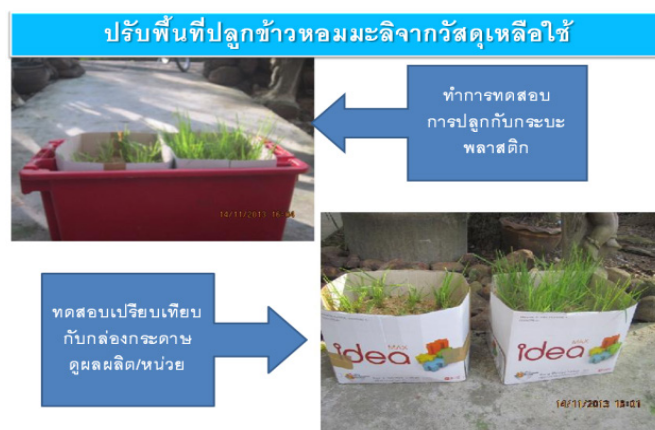 ปรับพื้นที่ปลูกข้าวหอมมะลิจากวัสดุเหลือใช้
ทำการทดสอบ
การปลูกกับกระบะ
พลาสติก
14/11/2013 16:04
ทดสอบเปรียบเทียบ
กับกล่องกระดาษ
ดูผลผลิต/หน่วย
idea
MAX
idea
MAX